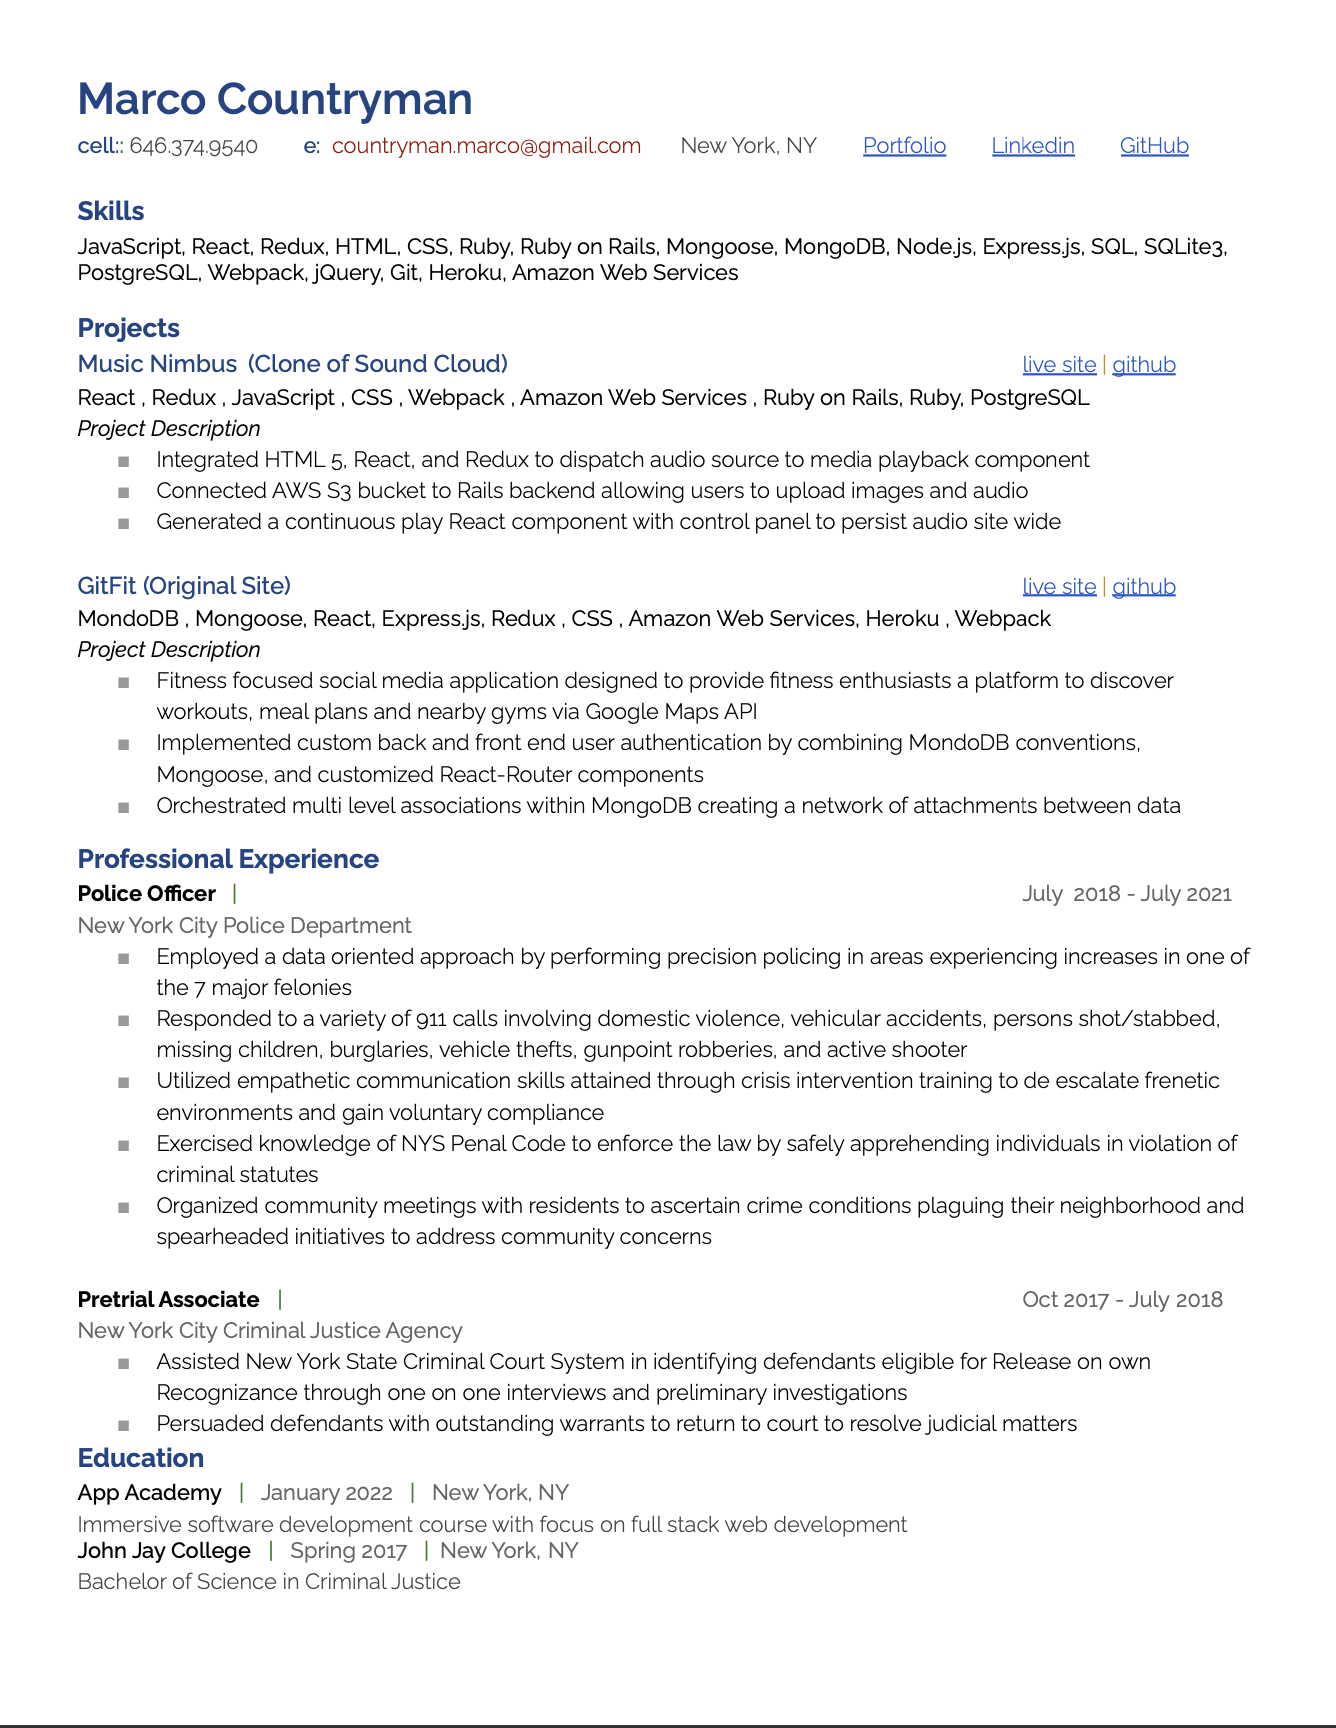 Marco Countryman
cell:: 646.374.9540 e: countryman.marco@gmail.com New York, NY Portfolio Linkedin GitHub
Skills
JavaScript, React, Redux, HTML, CSS, Ruby, Ruby on Rails, Mongoose, MongoDB, Node.js, Express.js, SQL, SQLite3,
PostgreSQL, Webpack, jQuery, Git, Heroku, Amazon Web Services
Projects
Music Nimbus (Clone of Sound Cloud) live site | github
React , Redux , JavaScript , CSS , Webpack , Amazon Web Services , Ruby on Rails, Ruby, PostgreSQL
Project Description
■ Integrated HTML 5, React, and Redux to dispatch audio source to media playback component
■ Connected AWS S3 bucket to Rails backend allowing users to upload images and audio
■ Generated a continuous play React component with control panel to persist audio site wide
GitFit (Original Site) live site | github
MondoDB , Mongoose, React, Express.js, Redux , CSS , Amazon Web Services, Heroku , Webpack
Project Description
■ Fitness focused social media application designed to provide fitness enthusiasts a platform to discover
workouts, meal plans and nearby gyms via Google Maps API
■ Implemented custom back and front end user authentication by combining MondoDB conventions,
Mongoose, and customized React-Router components
■ Orchestrated multi level associations within MongoDB creating a network of attachments between data
Professional Experience
Police Officer | July 2018 - July 2021
New York City Police Department
■ Employed a data oriented approach by performing precision policing in areas experiencing increases in one of
the 7 major felonies
■ Responded to a variety of 911 calls involving domestic violence, vehicular accidents, persons shot/stabbed,
missing children, burglaries, vehicle thefts, gunpoint robberies, and active shooter
■ Utilized empathetic communication skills attained through crisis intervention training to de escalate frenetic
environments and gain voluntary compliance
■ Exercised knowledge of NYS Penal Code to enforce the law by safely apprehending individuals in violation of
criminal statutes
■ Organized community meetings with residents to ascertain crime conditions plaguing their neighborhood and
spearheaded initiatives to address community concerns
Pretrial Associate | Oct 2017 - July 2018
New York City Criminal Justice Agency
■ Assisted New York State Criminal Court System in identifying defendants eligible for Release on own
Recognizance through one on one interviews and preliminary investigations
■ Persuaded defendants with outstanding warrants to return to court to resolve judicial matters
Education
App Academy | January 2022 | New York, NY
Immersive software development course with focus on full stack web development
John Jay College | Spring 2017 | New York, NY
Bachelor of Science in Criminal Justice